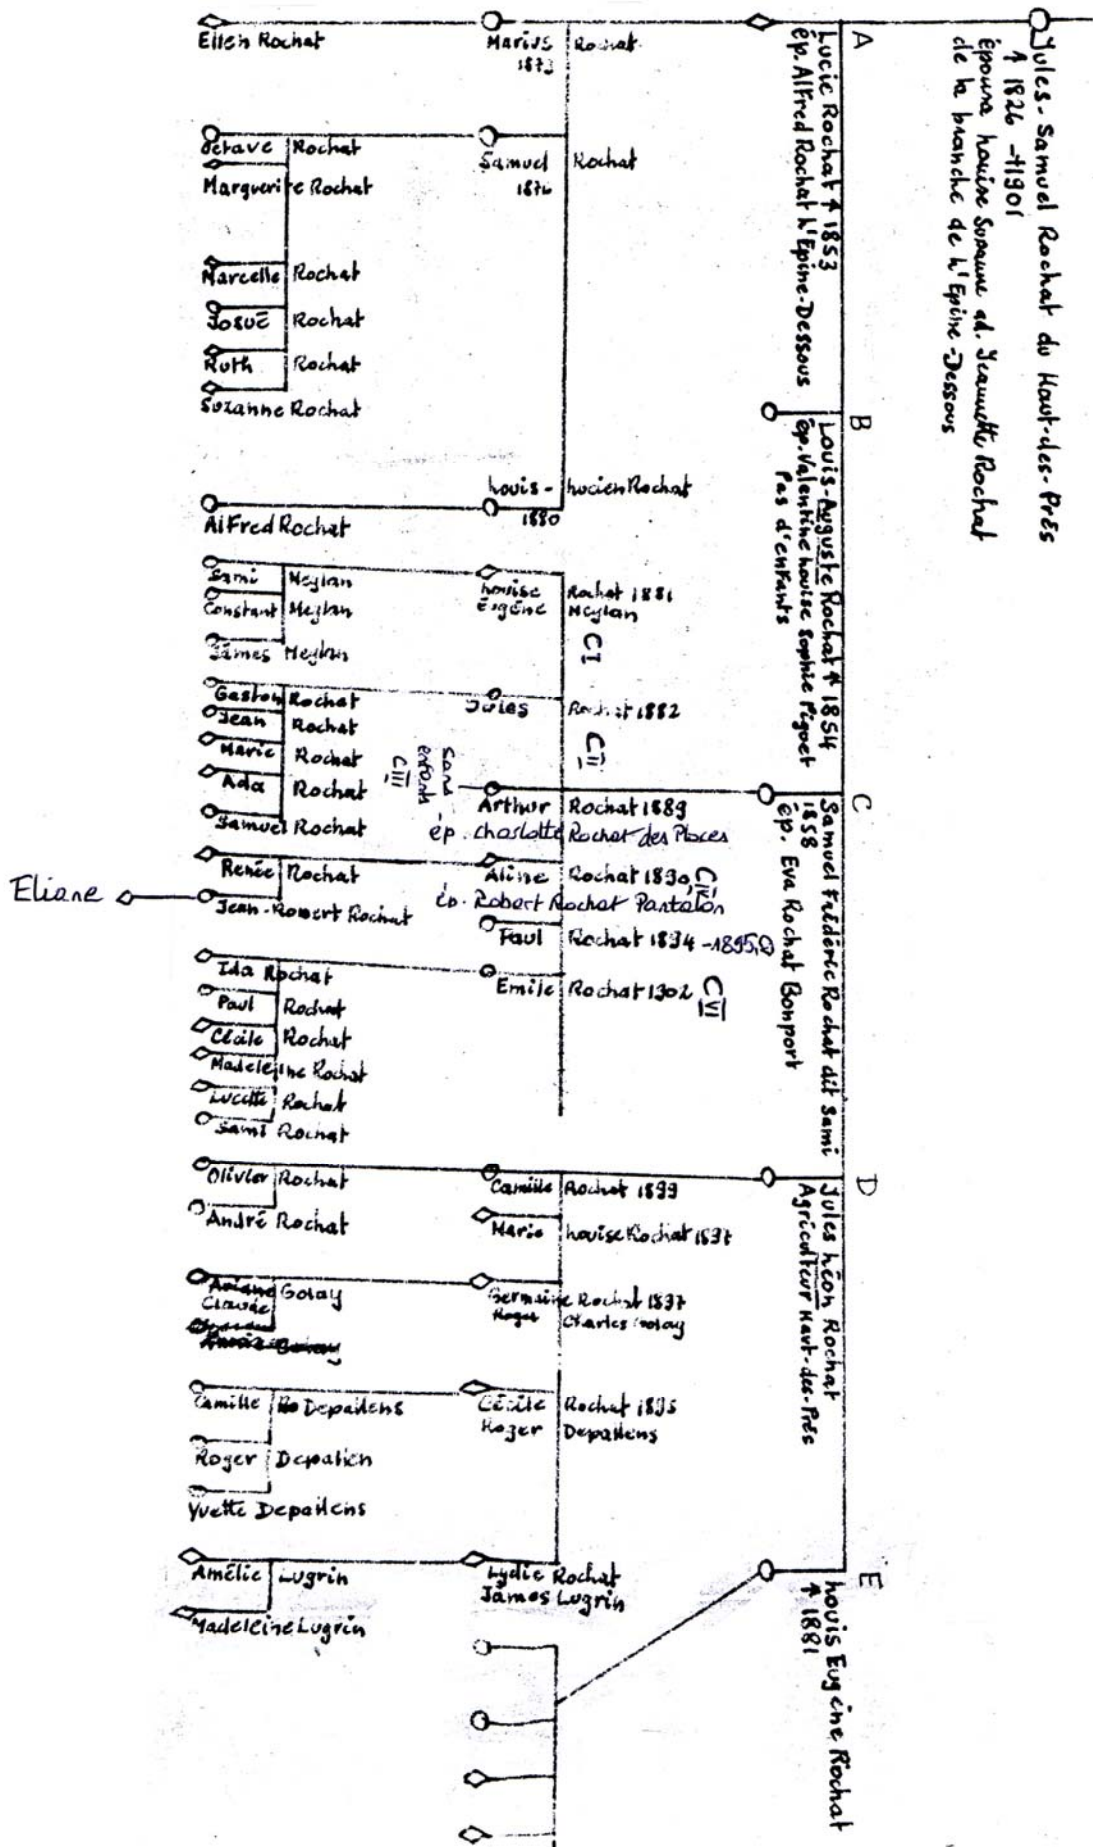 Jules-Samuel Rochat du Haut-des-Près
↑ 1826 -1901
épousa Louise Susanne ad. Jeannette Rochat
de la branche de L'Epine-Dessous
A
Lucie Rochat ↑ 1853
ép. Alfred Rochat L'Epine-Dessous
Marius Rochat
1873
Ellen Rochat
Samuel Rochat
1876
Octave Rochat
Marguerite Rochat
Marcelle Rochat
Josué Rochat
Ruth Rochat
Suzanne Rochat
Louis-Lucien Rochat
1880
Alfred Rochat
B
Louis-Auguste Rochat ↑ 1854
ép. Valentine Louise Sophie Piguet
Pas d'enfants
C
Samuel Frédéric Rochat dit Sami
1858
ép. Eva Rochat Bonport
Louise Rochat 1881
Eugène Meylan
CI
Sami Meylan
Constant Meylan
James Meylan
Jules Rochat 1882
CII
Gaston Rochat
Jean Rochat
Marie Rochat
Ada Rochat
Samuel Rochat
Arthur Rochat 1889
ép. Charlotte Rochat des Places
sans
enfants
CIII
Aline Rochat 1890 CIV
ép. Robert Rochat Pantalon
Renée Rochat
Jean-Robert Rochat
Eliane
Paul Rochat 1894 -1895
Emile Rochat 1902 CVI
Ida Rochat
Paul Rochat
Cécile Rochat
Madeleine Rochat
Lucette Rochat
Sami Rochat
D
Jules Léon Rochat
Agriculteur Haut-des-Prés
Camille Rochat 1899
Olivier Rochat
André Rochat
Marie Louise Rochat 1897
Germaine Rochat 1897
Roger Charles Golay
Ariane Golay
Claude
Cécile Rochat 1895
Roger Depallens
Camille Depallens
Roger Depallen
Yvette Depallens
Lydie Rochat
James Lugrin
Amélie Lugrin
Madeleine Lugrin
E
Louis Eugène Rochat
↑ 1881